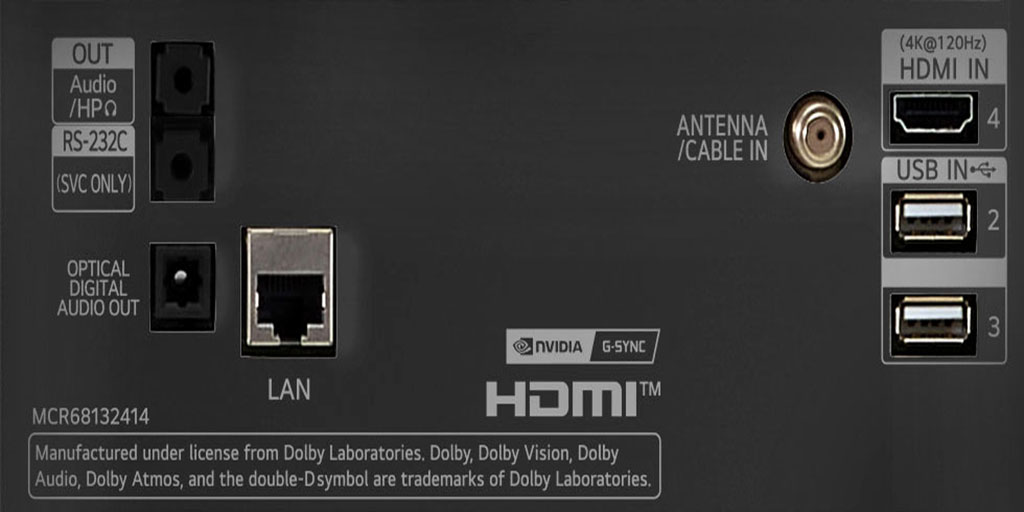 OUT
Audio
/HPΩ
RS-232C
(SVC ONLY)
OPTICAL
DIGITAL
AUDIO OUT
LAN
ANTENNA
/CABLE IN
(4K@120Hz)
HDMI IN
4
USB IN
2
3
NVIDIA G-SYNC
HDMI™
MCR68132414
Manufactured under license from Dolby Laboratories. Dolby, Dolby Vision, Dolby
Audio, Dolby Atmos, and the double-D symbol are trademarks of Dolby Laboratories.